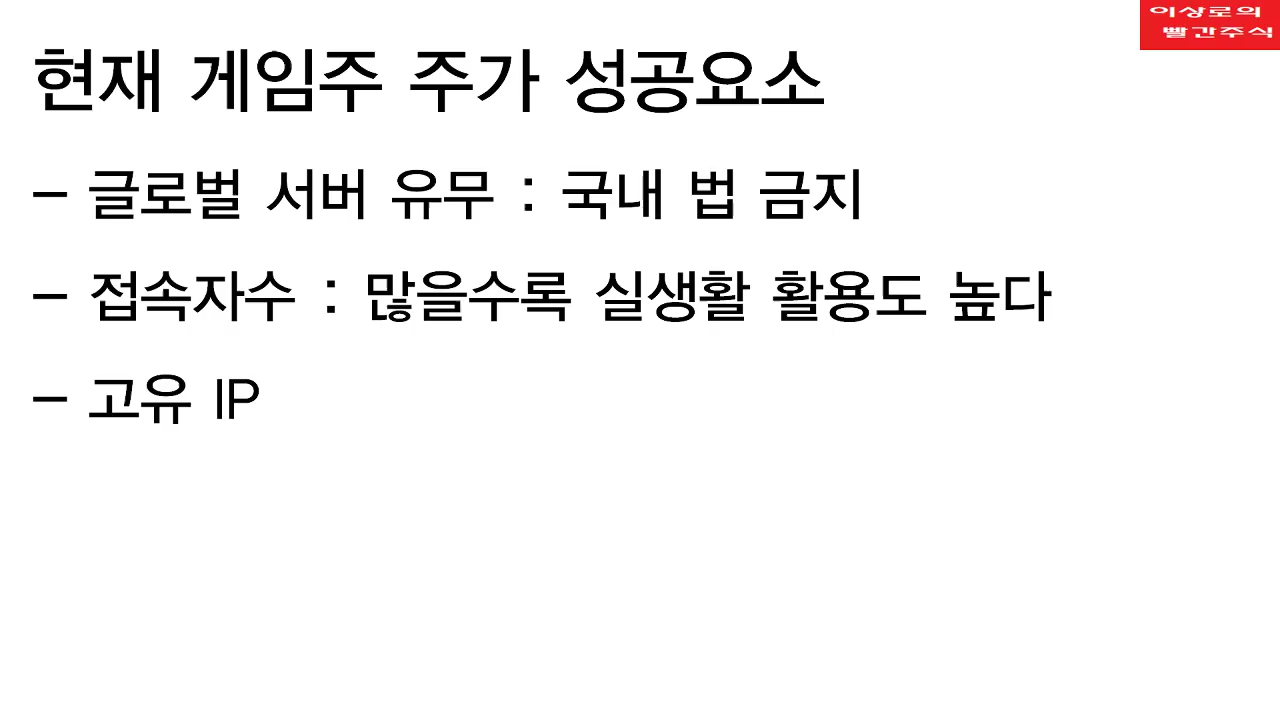 이상로의
빨간주식
현재 게임주 주가 성공요소
- 글로벌 서버 유무 : 국내 법 금지
- 접속자수 : 많을수록 실생활 활용도 높다
- 고유 IP